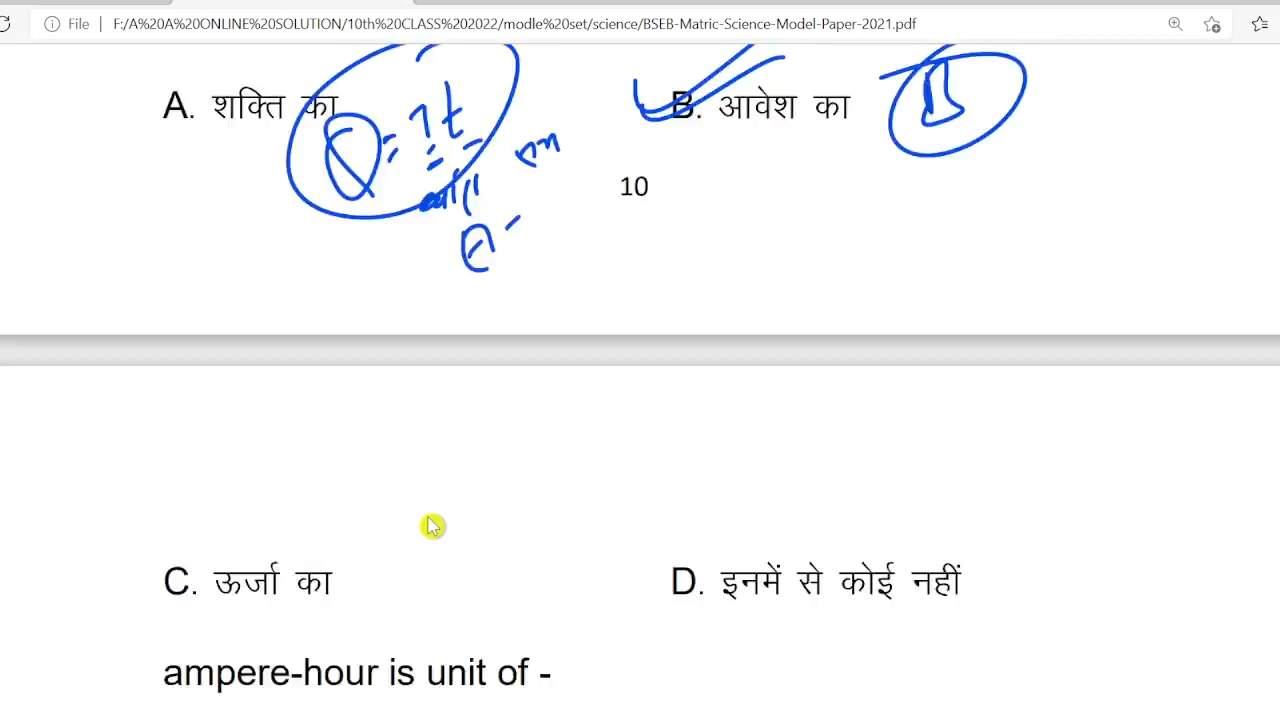 File | F:/A%20A%20ONLINE%20SOLUTION/10th%20CLASS%202022/modle%20set/science/BSEB-Matric-Science-Model-Paper-2021.pdf
A. शक्ति का B. आवेश का B
Q = It
10
C. ऊर्जा का D. इनमें से कोई नहीं
ampere-hour is unit of -